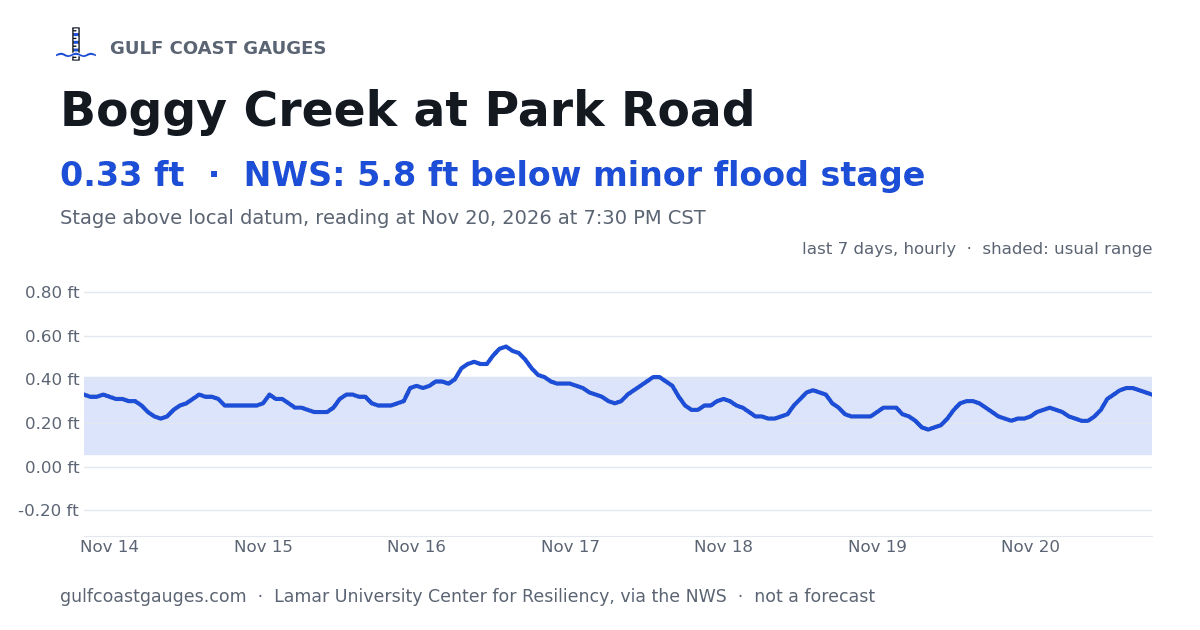 GULF COAST GAUGES
Boggy Creek at Park Road
0.33 ft · NWS: 5.8 ft below minor flood stage
Stage above local datum, reading at Nov 20, 2026 at 7:30 PM CST
last 7 days, hourly · shaded: usual range
0.80 ft
0.60 ft
0.40 ft
0.20 ft
0.00 ft
-0.20 ft
Nov 14 Nov 15 Nov 16 Nov 17 Nov 18 Nov 19 Nov 20
gulfcoastgauges.com · Lamar University Center for Resiliency, via the NWS · not a forecast